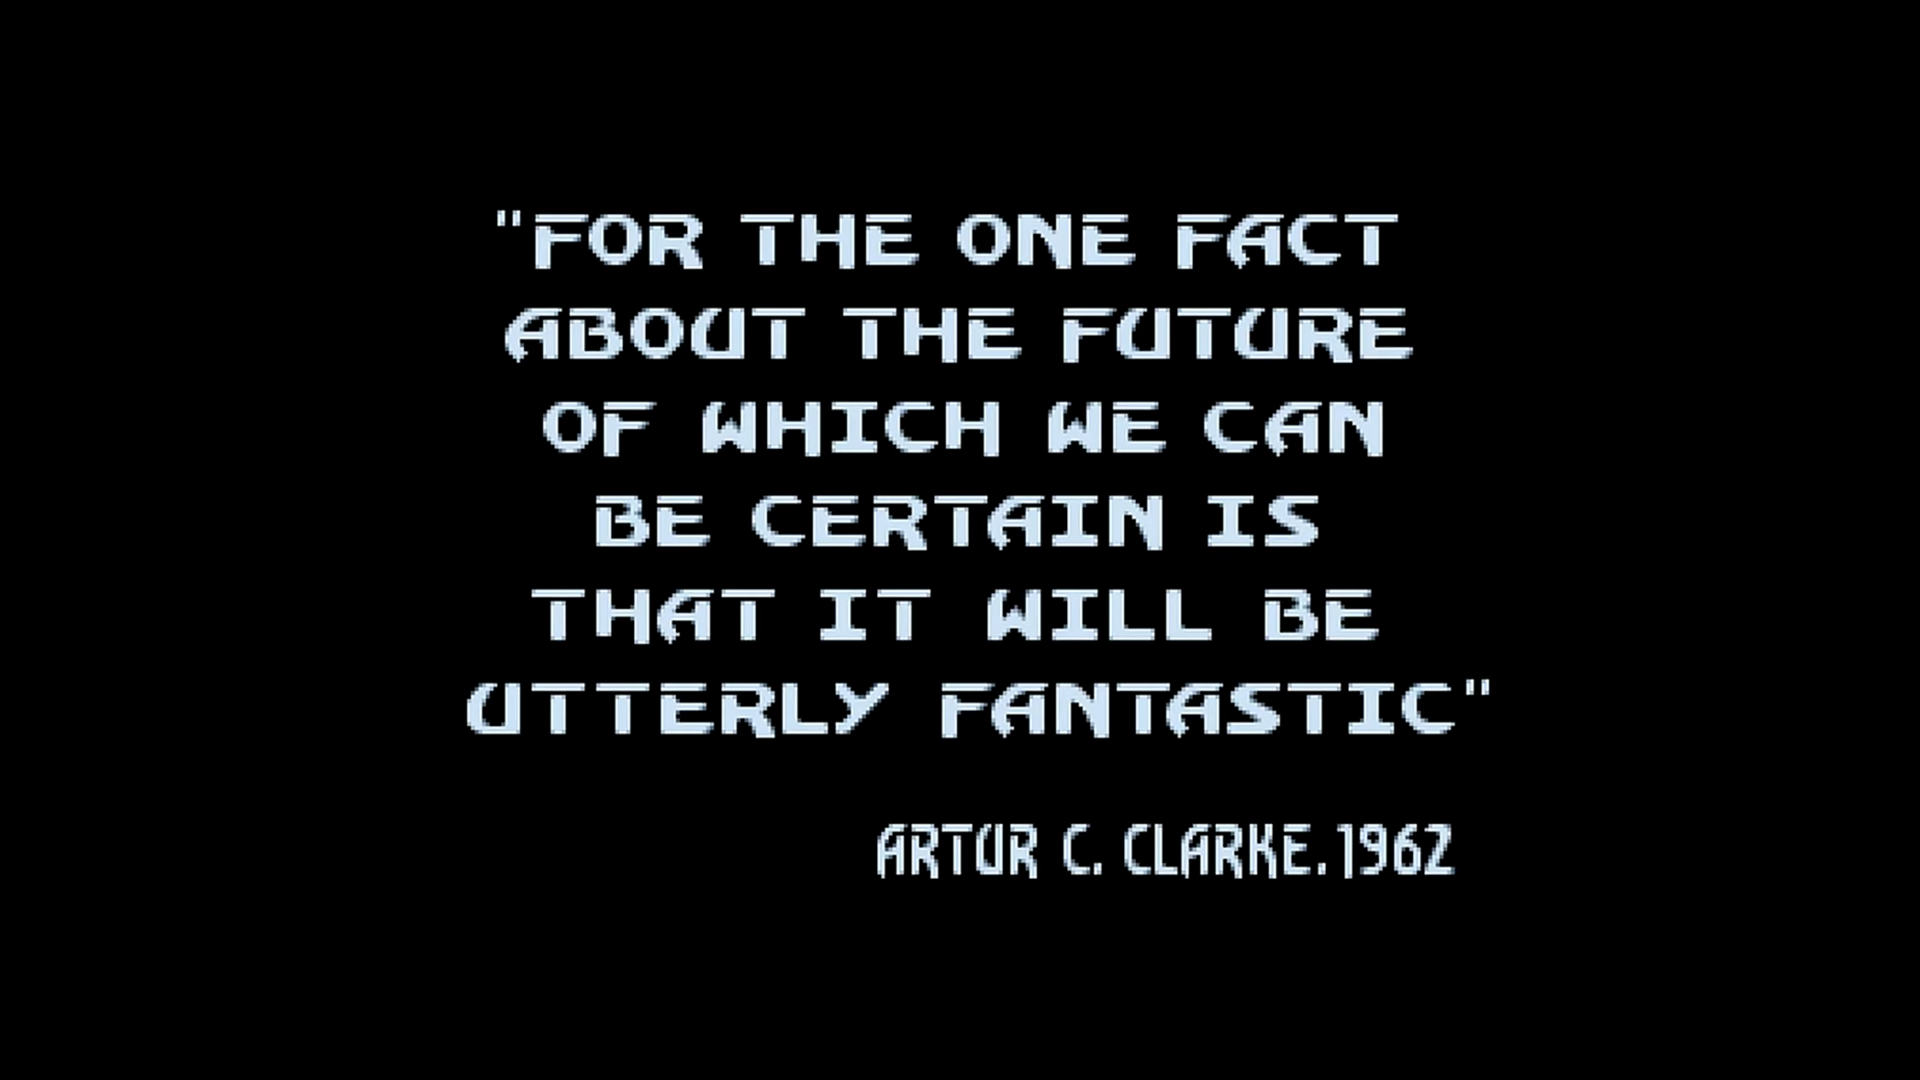 "FOR THE ONE FACT
ABOUT THE FUTURE
OF WHICH WE CAN
BE CERTAIN IS
THAT IT WILL BE
UTTERLY FANTASTIC"
ARTUR C. CLARKE.1962